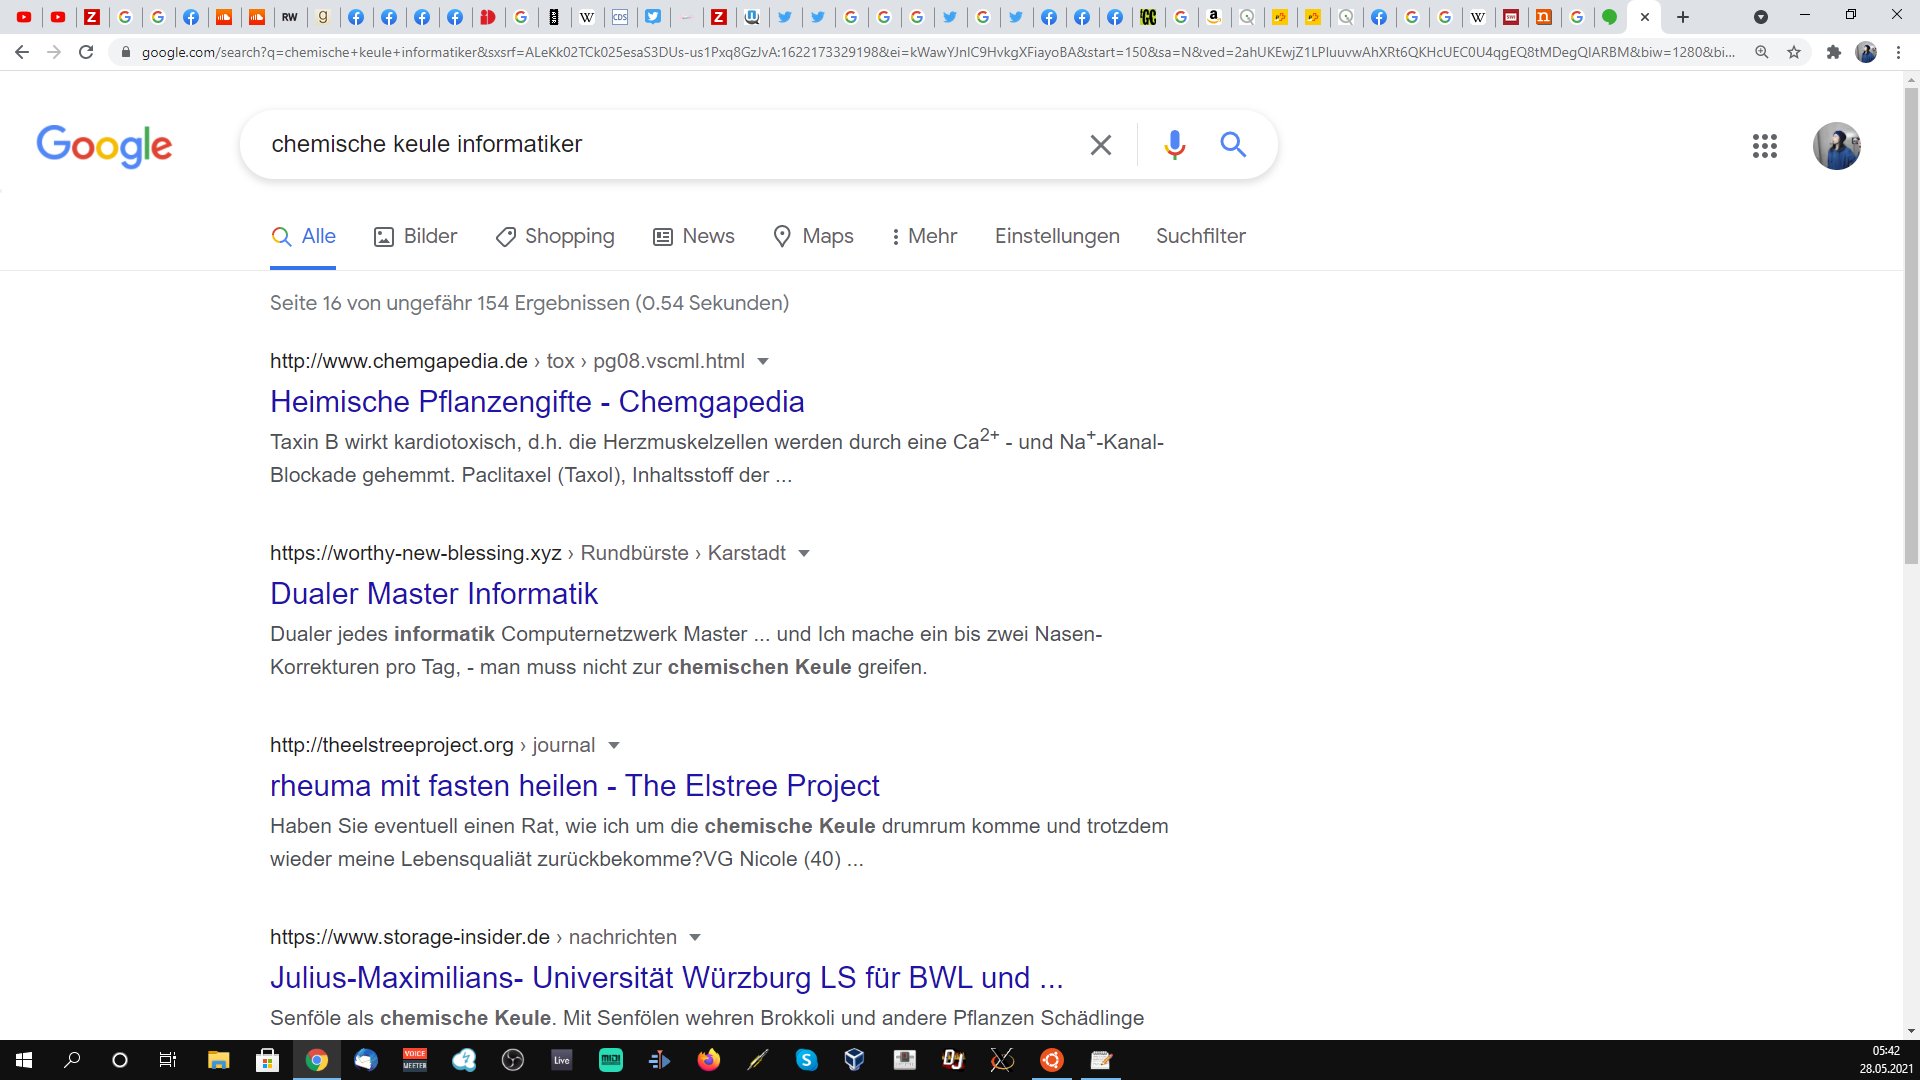 RW
CDS
google.com/search?q=chemische+keule+informatiker&sxsrf=ALeKk02TCk025esaS3DUs-us1Pxq8GzJvA:1622173329198&ei=kWawYJnlC9HvkgXFiayoBA&start=150&sa=N&ved=2ahUKEwjZ1LPIuuvwAhXRt6QKHcUEC0U4qgEQ8tMDegQIARBM&biw=1280&bi...
Google
chemische keule informatiker
Alle Bilder Shopping News Maps Mehr Einstellungen Suchfilter
Seite 16 von ungefähr 154 Ergebnissen (0.54 Sekunden)
http://www.chemgapedia.de › tox › pg08.vscml.html
Heimische Pflanzengifte - Chemgapedia
Taxin B wirkt kardiotoxisch, d.h. die Herzmuskelzellen werden durch eine Ca2+ - und Na+-Kanal-
Blockade gehemmt. Paclitaxel (Taxol), Inhaltsstoff der ...
https://worthy-new-blessing.xyz › Rundbürste › Karstadt
Dualer Master Informatik
Dualer jedes informatik Computernetzwerk Master ... und Ich mache ein bis zwei Nasen-
Korrekturen pro Tag, - man muss nicht zur chemischen Keule greifen.
http://theelstreeproject.org › journal
rheuma mit fasten heilen - The Elstree Project
Haben Sie eventuell einen Rat, wie ich um die chemische Keule drumrum komme und trotzdem
wieder meine Lebensqualiät zurückbekomme?VG Nicole (40) ...
https://www.storage-insider.de › nachrichten
Julius-Maximilians- Universität Würzburg LS für BWL und ...
Senföle als chemische Keule. Mit Senfölen wehren Brokkoli und andere Pflanzen Schädlinge
VOICE
MEETER
Live
MIDI
05:42
28.05.2021